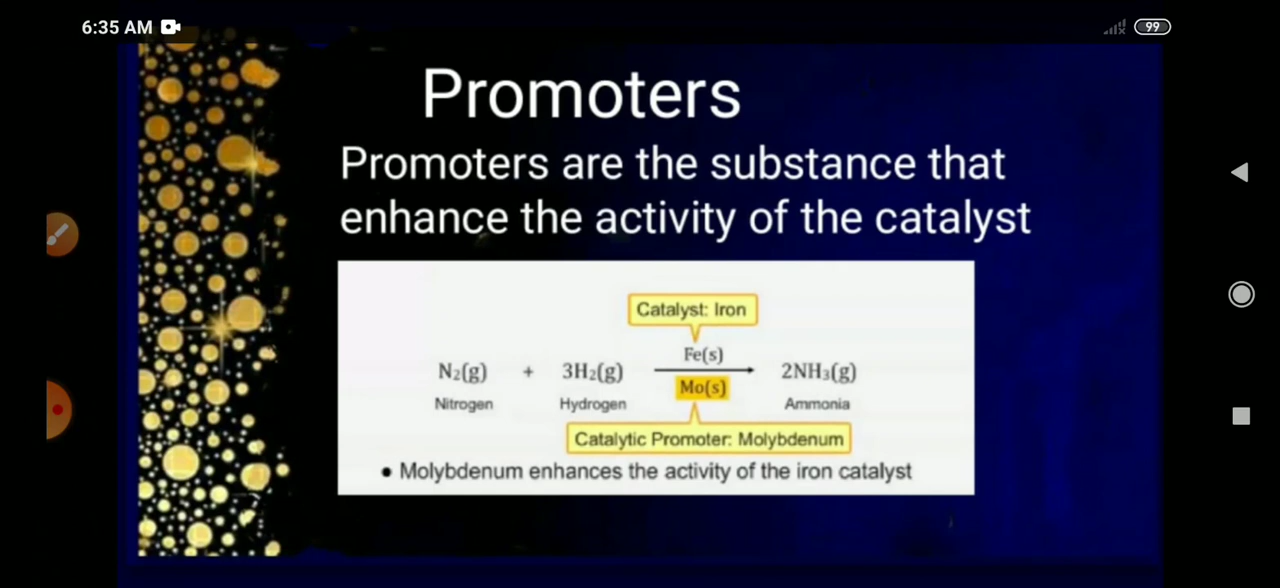 6:35 AM
99
Promoters
Promoters are the substance that
enhance the activity of the catalyst
Catalyst: Iron
Fe(s)
N₂(g) + 3H₂(g) 2NH₃(g)
Mo(s)
Nitrogen Hydrogen Ammonia
Catalytic Promoter: Molybdenum
• Molybdenum enhances the activity of the iron catalyst